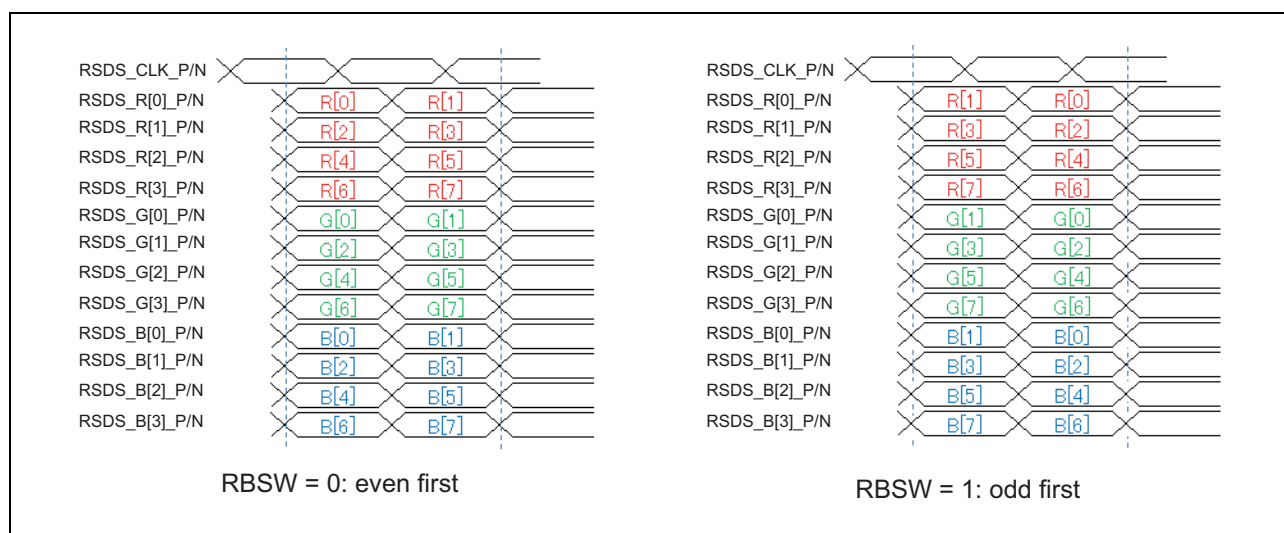 RSDS_CLK_P/N
RSDS_R[0]_P/N R[0] R[1]
RSDS_R[1]_P/N R[2] R[3]
RSDS_R[2]_P/N R[4] R[5]
RSDS_R[3]_P/N R[6] R[7]
RSDS_G[0]_P/N G[0] G[1]
RSDS_G[1]_P/N G[2] G[3]
RSDS_G[2]_P/N G[4] G[5]
RSDS_G[3]_P/N G[6] G[7]
RSDS_B[0]_P/N B[0] B[1]
RSDS_B[1]_P/N B[2] B[3]
RSDS_B[2]_P/N B[4] B[5]
RSDS_B[3]_P/N B[6] B[7]
RBSW = 0: even first
RSDS_CLK_P/N
RSDS_R[0]_P/N R[1] R[0]
RSDS_R[1]_P/N R[3] R[2]
RSDS_R[2]_P/N R[5] R[4]
RSDS_R[3]_P/N R[7] R[6]
RSDS_G[0]_P/N G[1] G[0]
RSDS_G[1]_P/N G[3] G[2]
RSDS_G[2]_P/N G[5] G[4]
RSDS_G[3]_P/N G[7] G[6]
RSDS_B[0]_P/N B[1] B[0]
RSDS_B[1]_P/N B[3] B[2]
RSDS_B[2]_P/N B[5] B[4]
RSDS_B[3]_P/N B[7] B[6]
RBSW = 1: odd first